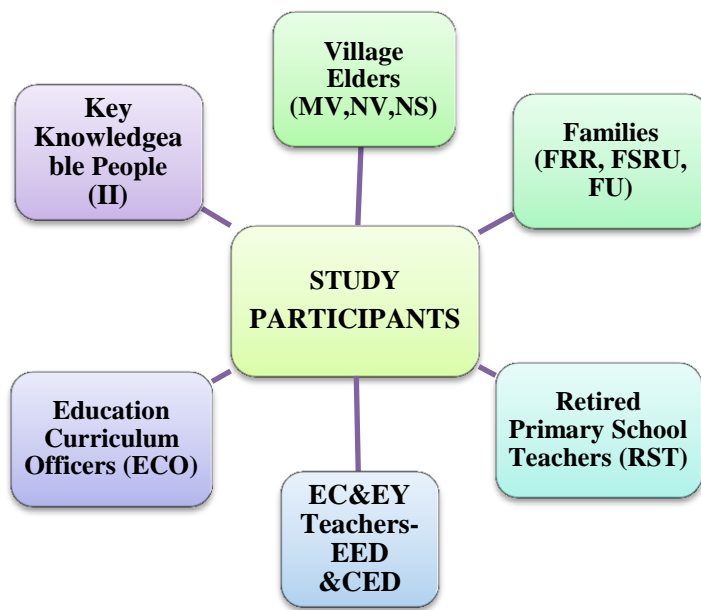 Village
Elders
(MV,NV,NS)
Key
Knowledgea
ble People
(II)
Families
(FRR, FSRU,
FU)
STUDY
PARTICIPANTS
Education
Curriculum
Officers (ECO)
Retired
Primary School
Teachers (RST)
EC&EY
Teachers-
EED
&CED